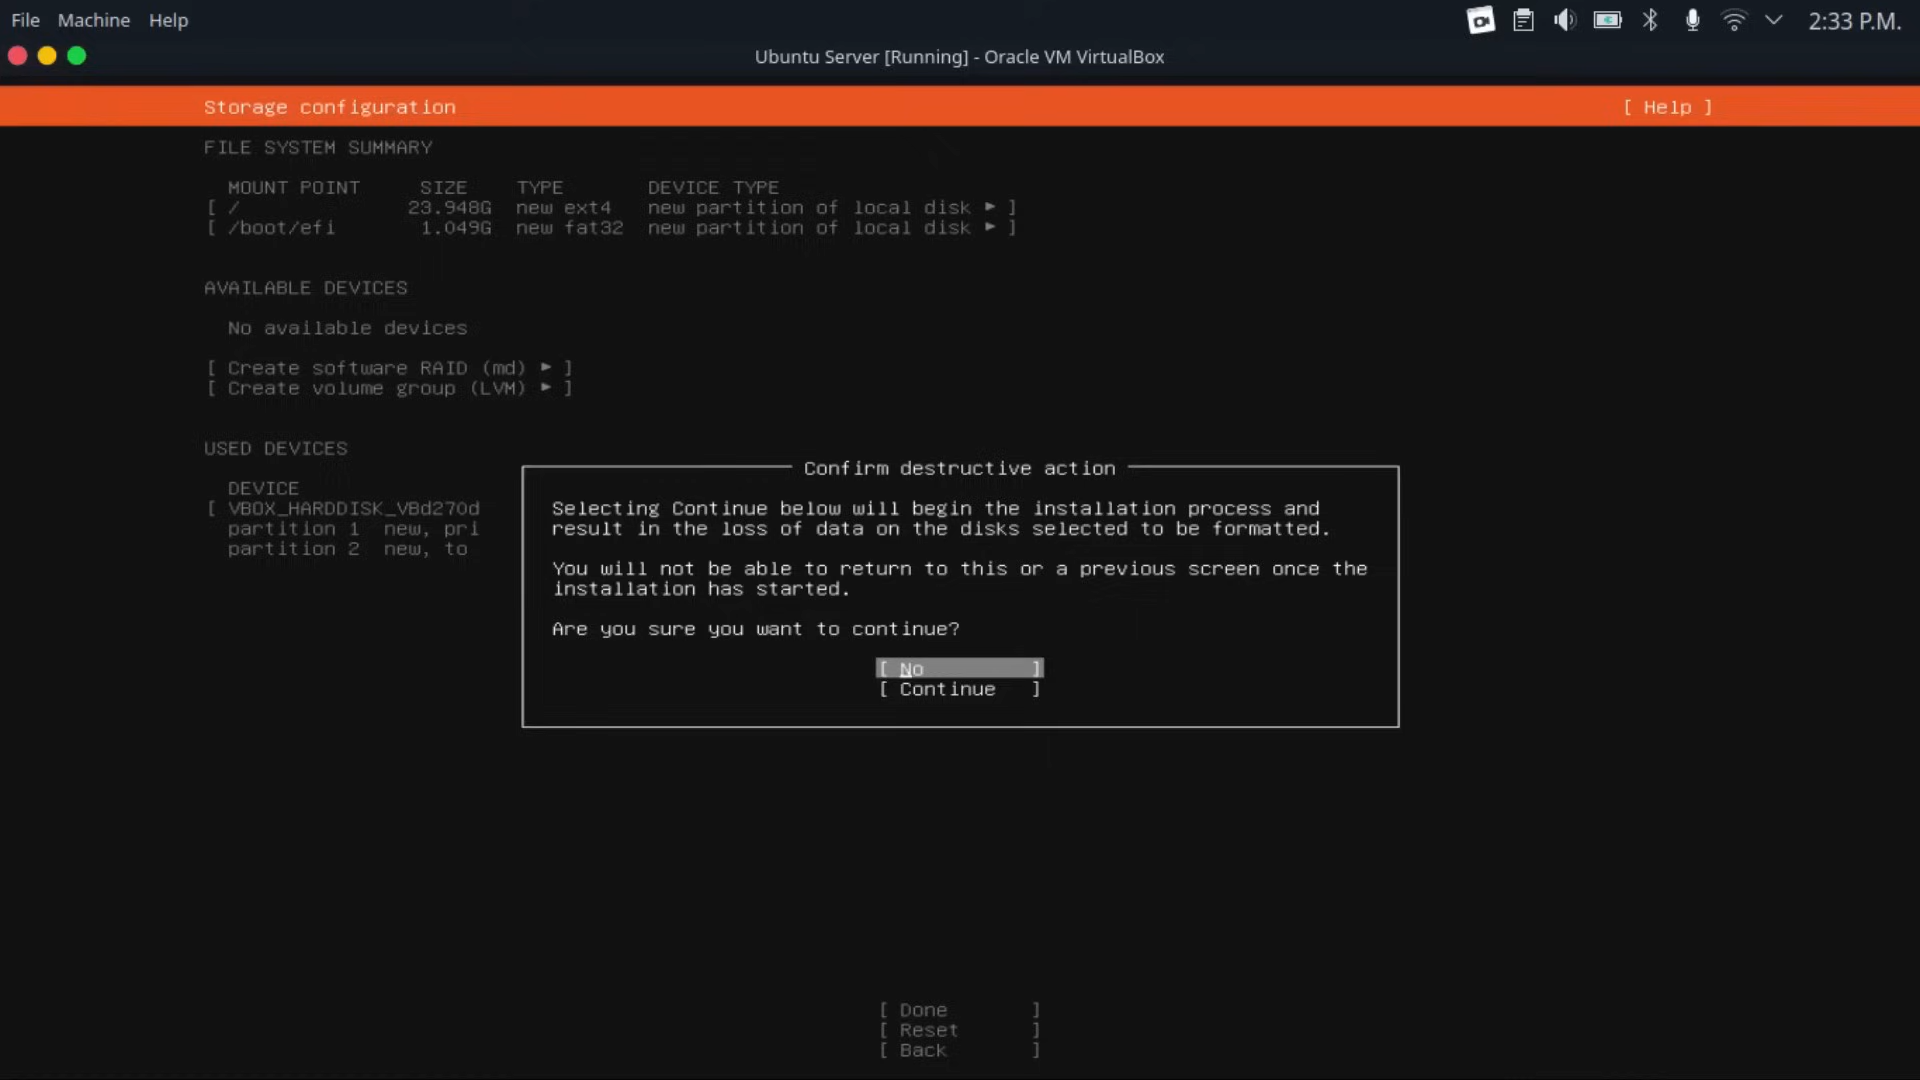 File Machine Help
2:33 P.M.
Ubuntu Server [Running] - Oracle VM VirtualBox
Storage configuration [ Help ]
FILE SYSTEM SUMMARY
MOUNT POINT SIZE TYPE DEVICE TYPE
[ / 23.948G new ext4 new partition of local disk ► ]
[ /boot/efi 1.049G new fat32 new partition of local disk ► ]
AVAILABLE DEVICES
No available devices
[ Create software RAID (md) ► ]
[ Create volume group (LVM) ► ]
USED DEVICES
DEVICE
[ VBOX_HARDDISK_VBd270d
partition 1 new, pri
partition 2 new, to
Confirm destructive action
Selecting Continue below will begin the installation process and
result in the loss of data on the disks selected to be formatted.
You will not be able to return to this or a previous screen once the
installation has started.
Are you sure you want to continue?
[ No ]
[ Continue ]
[ Done ]
[ Reset ]
[ Back ]